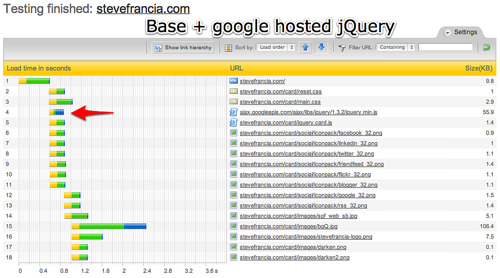 Testing finished: stevefrancia.com
Base + google hosted jQuery
Settings
Show link hierarchy Sort by: Load order Filter URL: Containing
Load time in seconds URL Size(KB)
1 stevefrancia.com/ 9.8
2 stevefrancia.com/card/reset.css 1
3 stevefrancia.com/card/main.css 2.9
4 ajax.googleapis.com/ajax/libs/jquery/1.3.2/jquery.min.js 55.9
5 stevefrancia.com/card/jquery.card.js 1.4
6 stevefrancia.com/card/socialiconpack/facebook_32.png 0.9
7 stevefrancia.com/card/socialiconpack/linkedin_32.png 1
8 stevefrancia.com/card/socialiconpack/twitter_32.png 1.1
9 stevefrancia.com/card/socialiconpack/friendfeed_32.png 1.4
10 stevefrancia.com/card/socialiconpack/flickr_32.png 1.1
11 stevefrancia.com/card/socialiconpack/blogger_32.png 1.1
12 stevefrancia.com/card/socialiconpack/google_32.png 1.5
13 stevefrancia.com/card/socialiconpack/rss_32.png 1.4
14 stevefrancia.com/card/images/spf_web_sb.jpg 5.1
15 stevefrancia.com/card/images/bgQ.jpg 106.4
16 stevefrancia.com/card/images/stevefrancia-logo.png 7.5
17 stevefrancia.com/card/images/darken.png 0.1
18 stevefrancia.com/card/images/darken2.png 0.1
0 0.4 0.8 1.2 1.6 2 2.4 2.8 3.2 3.6 s